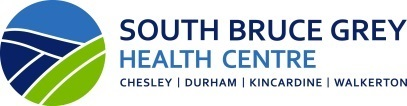 SOUTH BRUCE GREY
HEALTH CENTRE
CHESLEY | DURHAM | KINCARDINE | WALKERTON